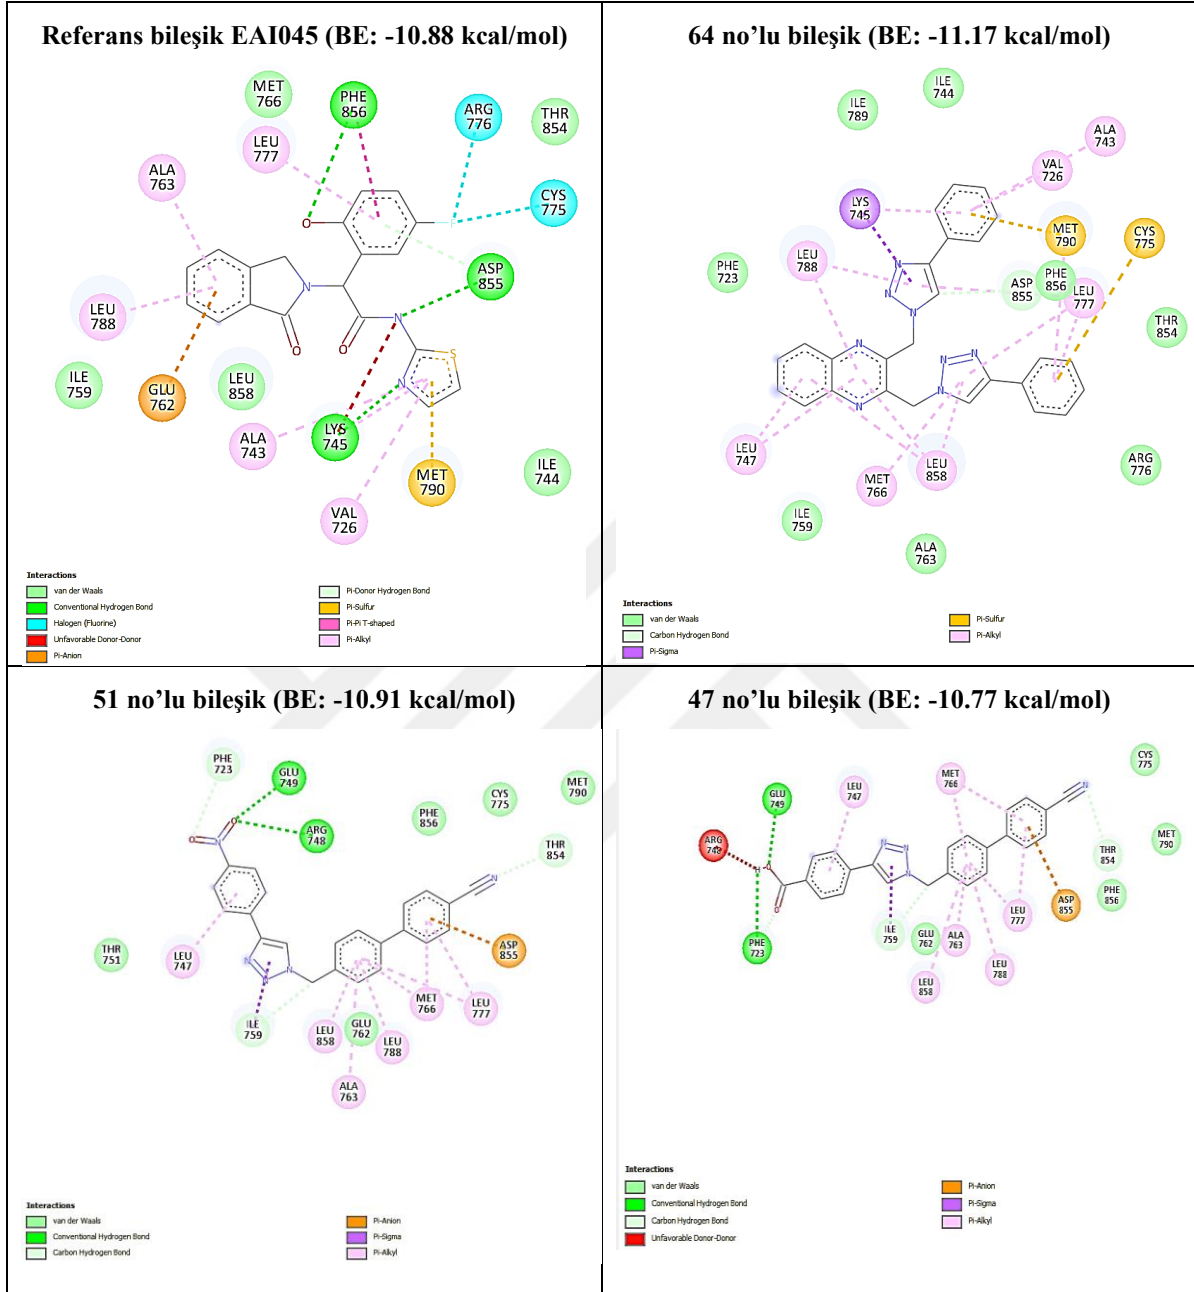 Referans bileşik EAI045 (BE: -10.88 kcal/mol)
MET
766
PHE
856
ARG
776
THR
854
LEU
777
ALA
763
CYS
775
O
ASP
855
N
LEU
788
O
O
N
S
N
ILE
759
GLU
762
LEU
858
ALA
743
LYS
745
MET
790
ILE
744
VAL
726
Interactions
van der Waals
Conventional Hydrogen Bond
Halogen (Fluorine)
Unfavorable Donor-Donor
Pi-Anion
Pi-Donor Hydrogen Bond
Pi-Sulfur
Pi-Pi T-shaped
Pi-Alkyl
64 no’lu bileşik (BE: -11.17 kcal/mol)
ILE
744
ILE
789
ALA
743
VAL
726
LYS
745
MET
790
CYS
775
LEU
788
PHE
723
N
N
N
ASP
855
PHE
856
LEU
777
THR
854
N
N
N
N
N
LEU
747
MET
766
LEU
858
ARG
776
ILE
759
ALA
763
Interactions
van der Waals
Carbon Hydrogen Bond
Pi-Sigma
Pi-Sulfur
Pi-Alkyl
51 no’lu bileşik (BE: -10.91 kcal/mol)
PHE
723
GLU
749
MET
790
CYS
775
PHE
856
ARG
748
O
O
N
THR
854
N
THR
751
LEU
747
N
N
N
ASP
855
ILE
759
MET
766
LEU
777
LEU
858
GLU
762
LEU
788
ALA
763
Interactions
van der Waals
Conventional Hydrogen Bond
Carbon Hydrogen Bond
Pi-Anion
Pi-Sigma
Pi-Alkyl
47 no’lu bileşik (BE: -10.77 kcal/mol)
CYS
775
MET
766
LEU
747
GLU
749
N
ARG
748
MET
790
THR
854
H
O
N
N
N
O
PHE
856
ASP
855
LEU
777
PHE
723
ILE
759
GLU
762
ALA
763
LEU
788
LEU
858
Interactions
van der Waals
Conventional Hydrogen Bond
Carbon Hydrogen Bond
Unfavorable Donor-Donor
Pi-Anion
Pi-Sigma
Pi-Alkyl